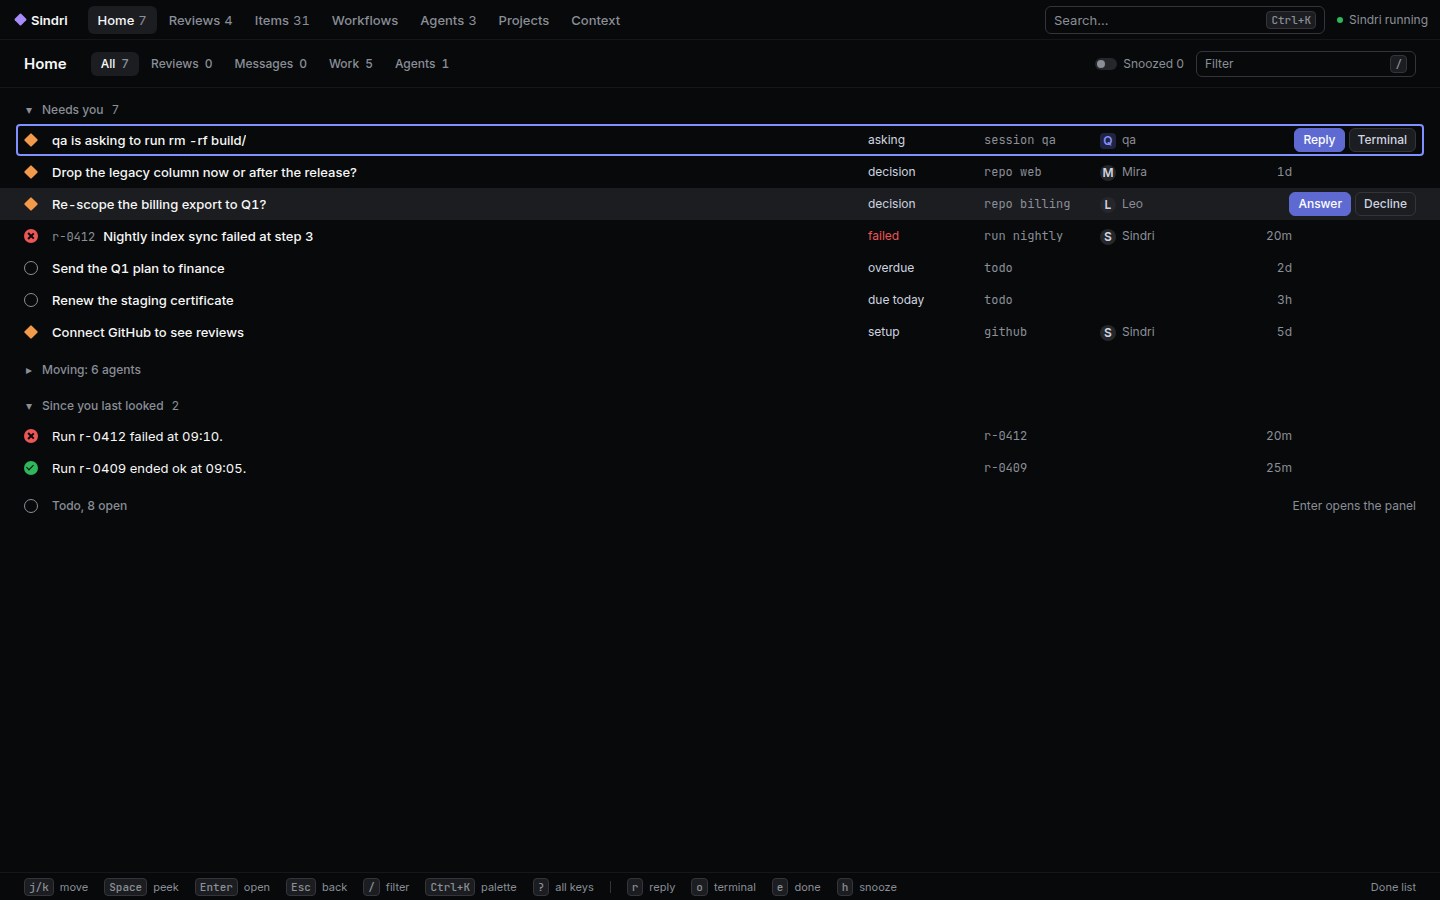 Sindri Home 7 Reviews 4 Items 31 Workflows Agents 3 Projects Context Search... Ctrl+K Sindri running
Home All 7 Reviews 0 Messages 0 Work 5 Agents 1 Snoozed 0 Filter /
▾ Needs you 7
qa is asking to run rm -rf build/ asking session qa Q qa Reply Terminal
Drop the legacy column now or after the release? decision repo web M Mira 1d
Re-scope the billing export to Q1? decision repo billing L Leo Answer Decline
r-0412 Nightly index sync failed at step 3 failed run nightly S Sindri 20m
Send the Q1 plan to finance overdue todo 2d
Renew the staging certificate due today todo 3h
Connect GitHub to see reviews setup github S Sindri 5d
▸ Moving: 6 agents
▾ Since you last looked 2
Run r-0412 failed at 09:10. r-0412 20m
Run r-0409 ended ok at 09:05. r-0409 25m
Todo, 8 open Enter opens the panel
j/k move Space peek Enter open Esc back / filter Ctrl+K palette ? all keys r reply o terminal e done h snooze Done list